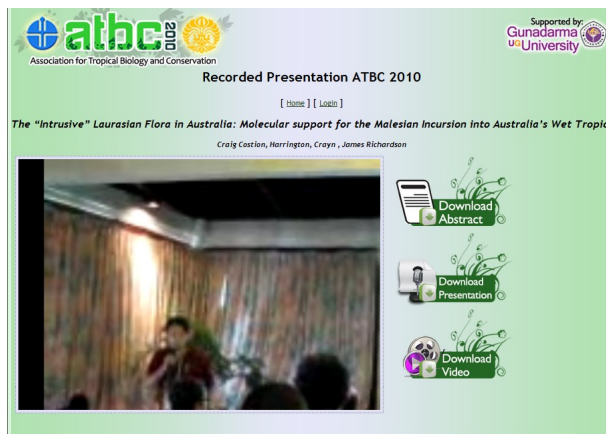 athc 2010
Association for Tropical Biology and Conservation
Supported by:
Gunadarma
UG University
Recorded Presentation ATBC 2010
[ Home ] [ Login ]
The “Intrusive” Laurasian Flora in Australia: Molecular support for the Malesian Incursion into Australia's Wet Tropic
Craig Costion, Harrington, Crayn , James Richardson
Download
Abstract
Download
Presentation
Download
Video